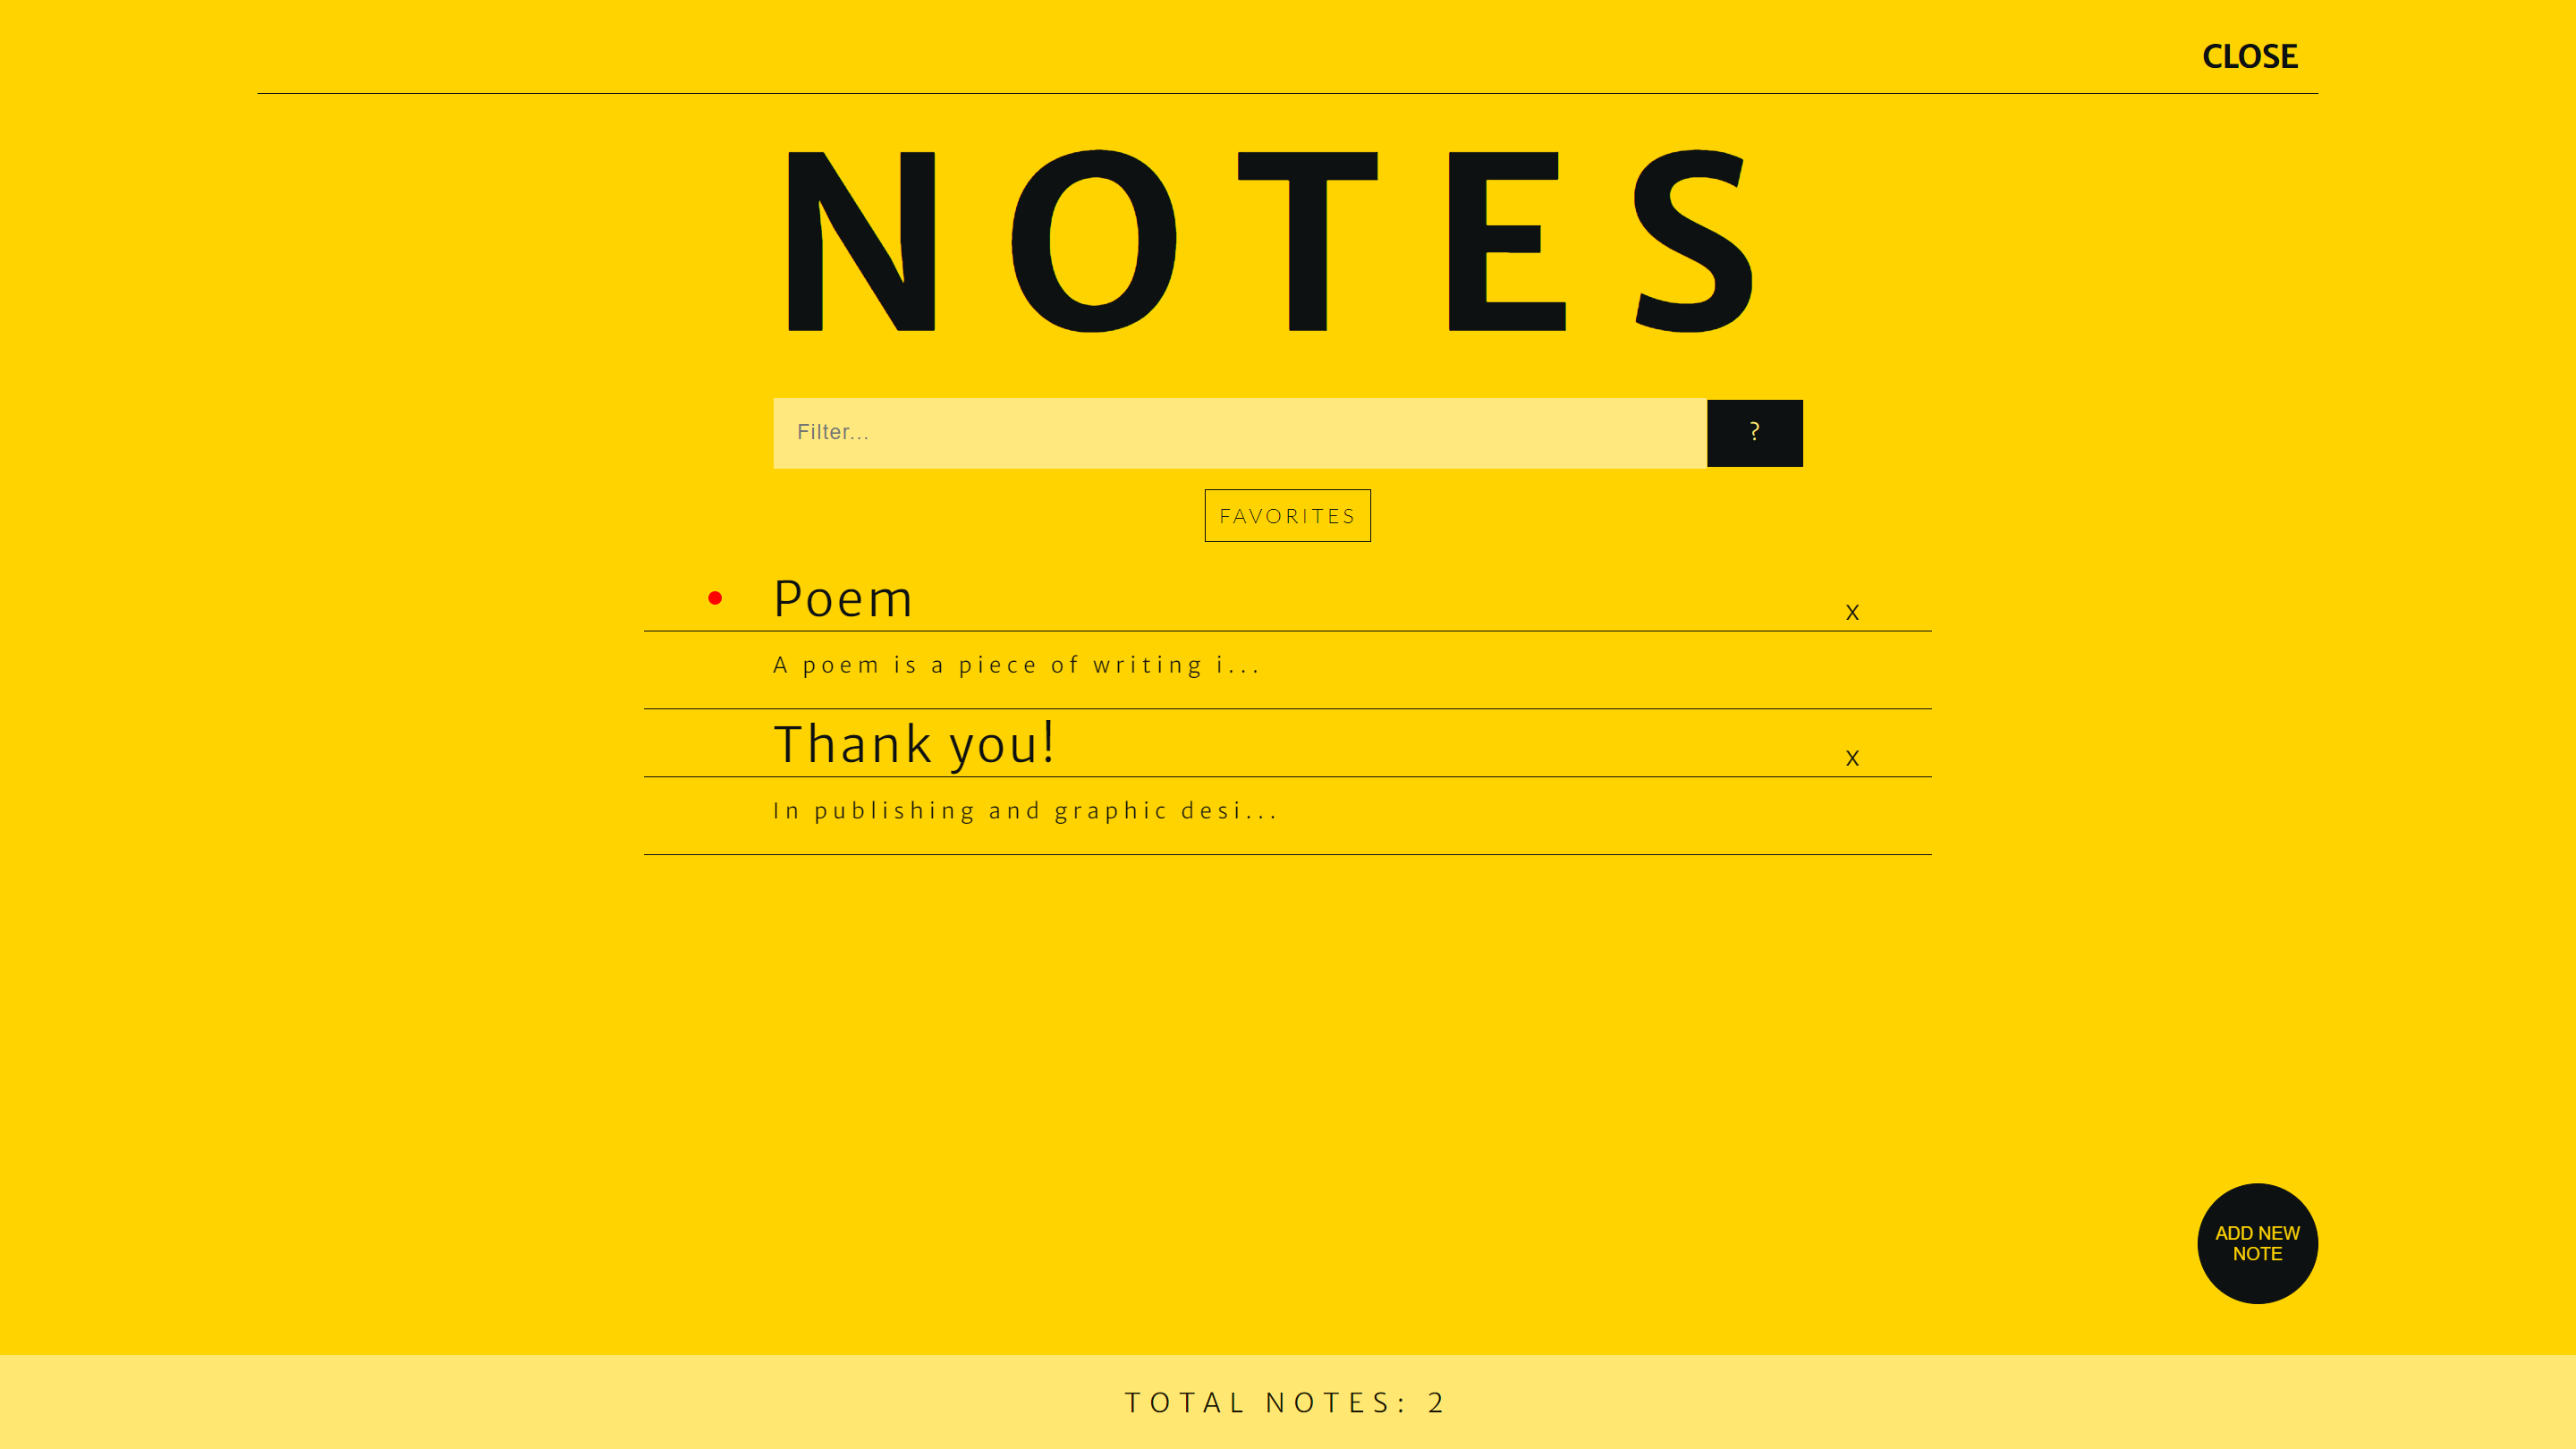 CLOSE
NOTES
Filter...
?
FAVORITES
Poem
x
A poem is a piece of writing i...
Thank you!
x
In publishing and graphic desi...
ADD NEW
NOTE
TOTAL NOTES: 2